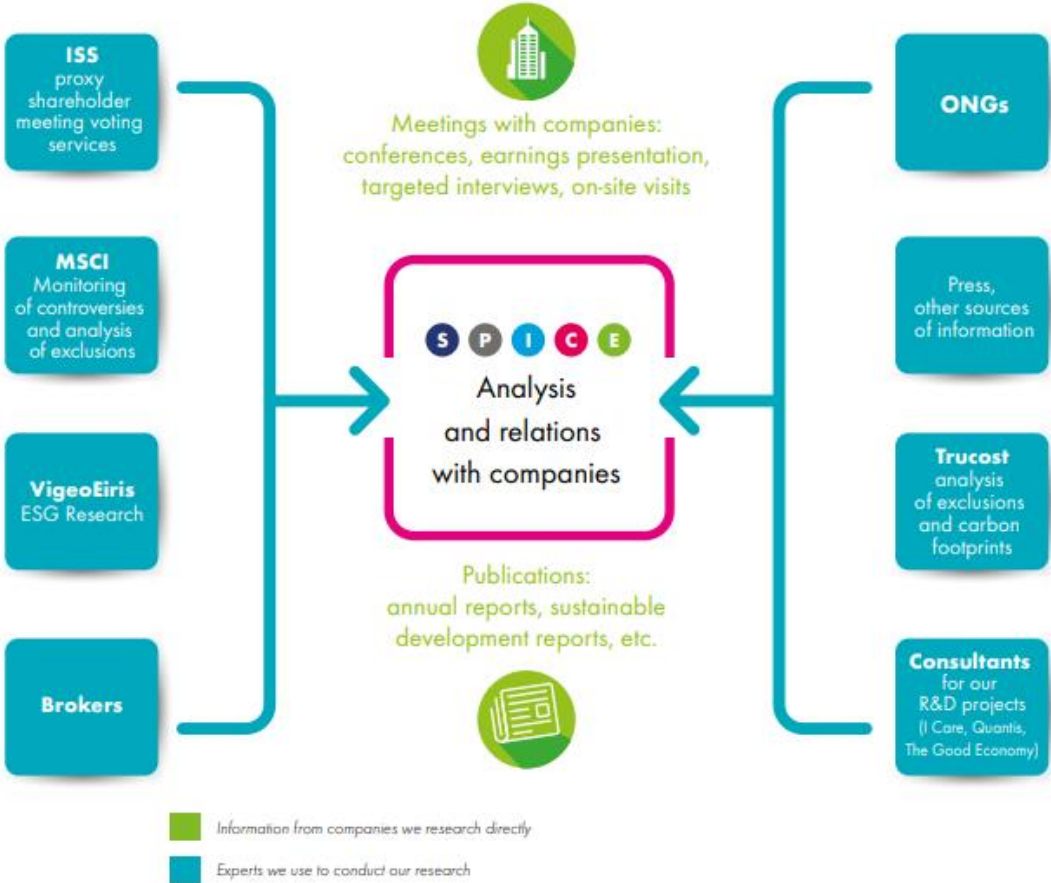 ISS
proxy
shareholder
meeting voting
services
MSCI
Monitoring
of controversies
and analysis
of exclusions
VigeoEiris
ESG Research
Brokers
Meetings with companies:
conferences, earnings presentation,
targeted interviews, on-site visits
S P I C E
Analysis
and relations
with companies
Publications:
annual reports, sustainable
development reports, etc.
ONGs
Press,
other sources
of information
Trucost
analysis
of exclusions
and carbon
footprints
Consultants
for our
R&D projects
(I Care, Quantis,
The Good Economy)
Information from companies we research directly
Experts we use to conduct our research